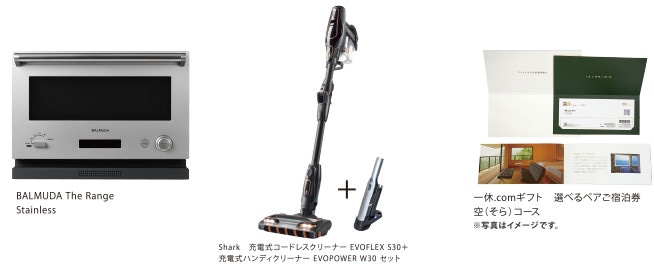 BALMUDA
BALMUDA The Range
Stainless
+
Shark 充電式コードレスクリーナー EVOFLEX S30+
充電式ハンディクリーナー EVOPOWER W30 セット
一休.comギフト 選べるペアご宿泊券
空(そら)コース
※写真はイメージです。